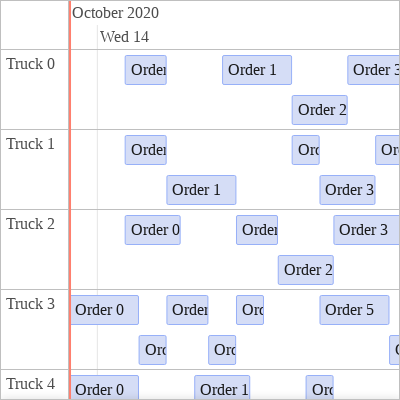 October 2020
Wed 14
Truck 0
Order
Order 1
Order 3
Order 2
Truck 1
Order
Orc
Or
Order 1
Order 3
Truck 2
Order 0
Order
Order 3
Order 2
Truck 3
Order 0
Order
Orc
Order 5
Orc
Orc
Truck 4
Order 0
Order 1
Orc